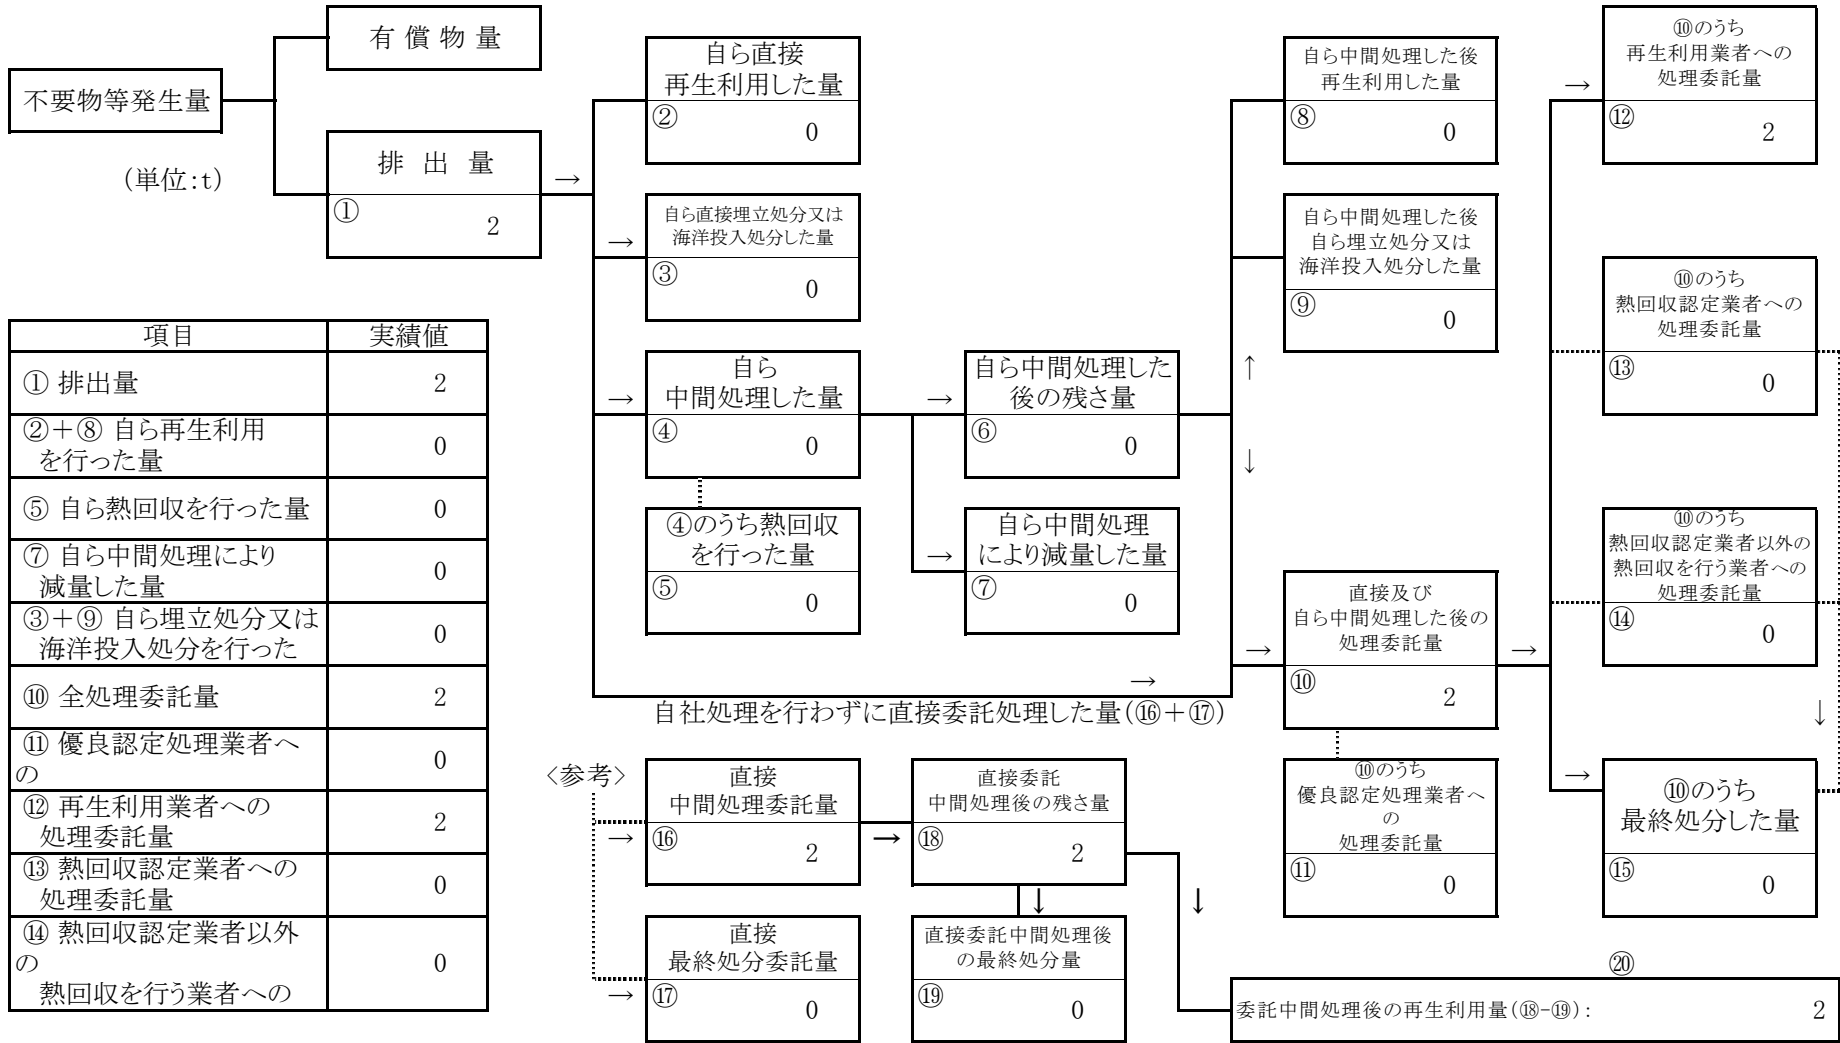 有償物量
不要物等発生量
(単位:t)
排出量
①
2
→
自ら直接
再生利用した量
②
0
→
自ら直接埋立処分又は
海洋投入処分した量
③
0
→
自ら
中間処理した量
④
0
④のうち熱回収
を行った量
⑤
0
→
自ら中間処理した
後の残さ量
⑥
0
→
自ら中間処理
により減量した量
⑦
0
自ら中間処理した後
再生利用した量
⑧
0
自ら中間処理した後
自ら埋立処分又は
海洋投入処分した量
⑨
0
↑
↓
→
自社処理を行わずに直接委託処理した量(⑯+⑰)
→
直接及び
自ら中間処理した後の
処理委託量
⑩
2
→
⑩のうち
優良認定処理業者へ
の
処理委託量
⑪
0
→
⑩のうち
再生利用業者への
処理委託量
⑫
2
⑩のうち
熱回収認定業者への
処理委託量
⑬
0
⑩のうち
熱回収認定業者以外の
熱回収を行う業者への
処理委託量
⑭
0
↓
→
⑩のうち
最終処分した量
⑮
0
項目 実績値
① 排出量 2
②+⑧ 自ら再生利用
を行った量 0
⑤ 自ら熱回収を行った量 0
⑦ 自ら中間処理により
減量した量 0
③+⑨ 自ら埋立処分又は
海洋投入処分を行った 0
⑩ 全処理委託量 2
⑪ 優良認定処理業者へ
の 0
⑫ 再生利用業者への
処理委託量 2
⑬ 熱回収認定業者への
処理委託量 0
⑭ 熱回収認定業者以外
の 0
熱回収を行う業者への
<参考>
→
直接
中間処理委託量
⑯
2
→
直接委託
中間処理後の残さ量
⑱
2
→
直接
最終処分委託量
⑰
0
↓
直接委託中間処理後
の最終処分量
⑲
0
↓
⑳
委託中間処理後の再生利用量(⑱-⑲): 2